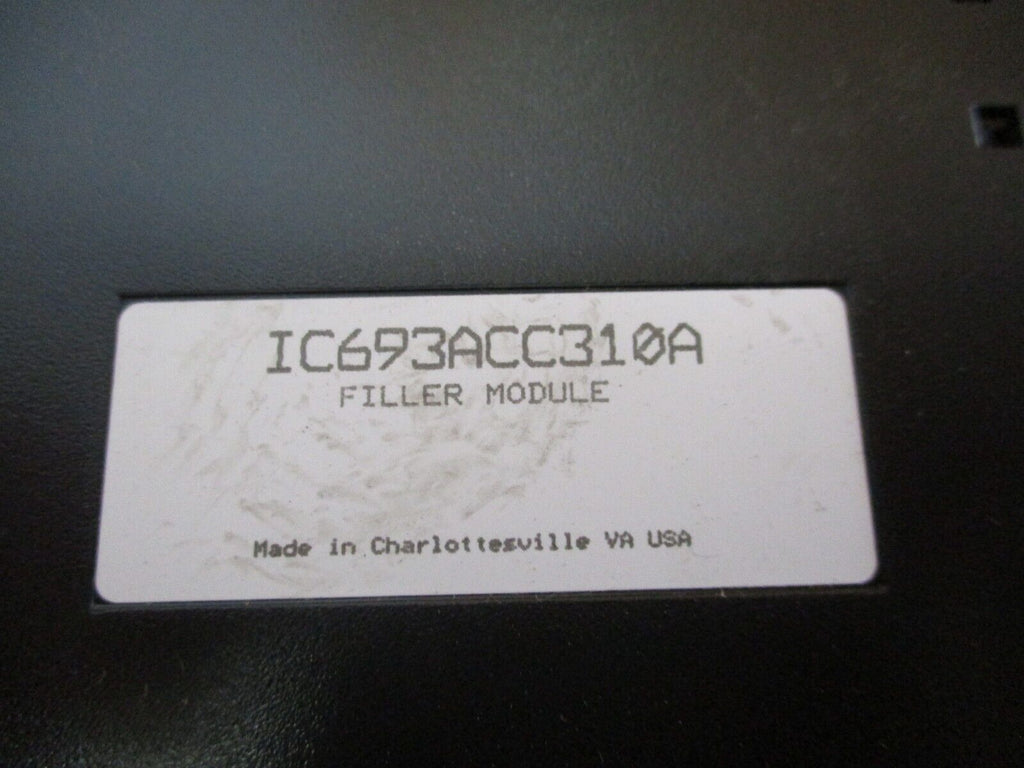 IC693ACC310A
FILLER MODULE
Made in Charlottesville VA USA